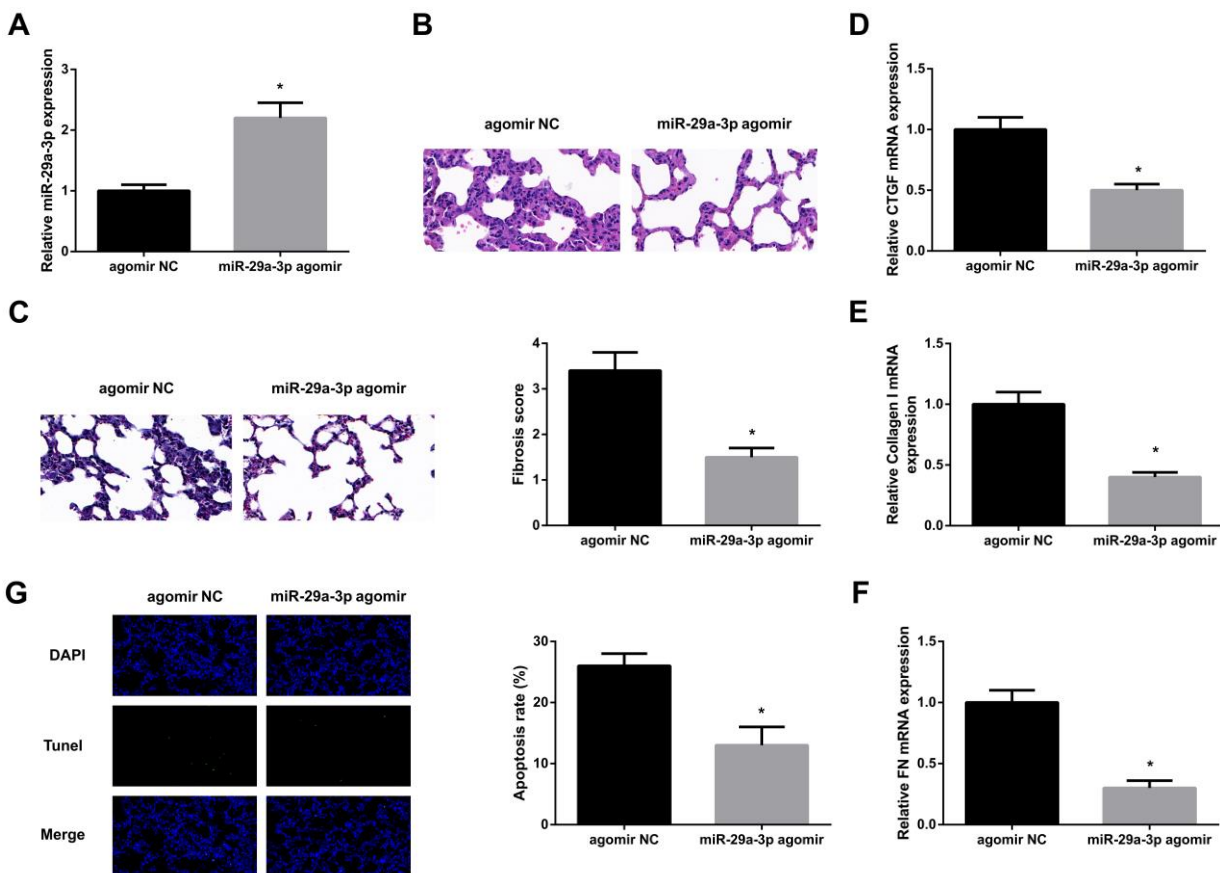 A
Relative miR-29a-3p expression
3
2
1
0
*
agomir NC
miR-29a-3p agomir
B
agomir NC
miR-29a-3p agomir
D
Relative CTGF mRNA expression
1.5
1.0
0.5
0.0
*
agomir NC
miR-29a-3p agomir
C
agomir NC
miR-29a-3p agomir
Fibrosis score
4
3
2
1
0
*
agomir NC
miR-29a-3p agomir
E
Relative Collagen I mRNA
expression
1.5
1.0
0.5
0.0
*
agomir NC
miR-29a-3p agomir
G
agomir NC
miR-29a-3p agomir
DAPI
Tunel
Merge
Apoptosis rate (%)
30
20
10
0
*
agomir NC
miR-29a-3p agomir
F
Relative FN mRNA expression
1.5
1.0
0.5
0.0
*
agomir NC
miR-29a-3p agomir